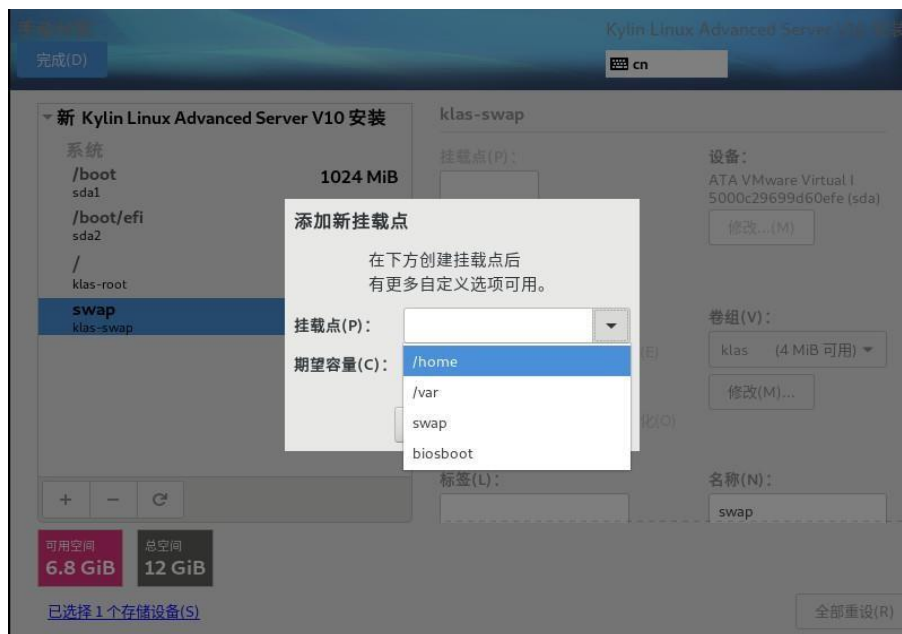 完成(D)
Kylin Linux Advanced Server
cn
新 Kylin Linux Advanced Server V10 安装
系统
/boot
1024 MiB
sda1
/boot/efi
sda2
/
klas-root
swap
klas-swap
klas-swap
挂载点(P):
设备:
ATA VMware Virtual I
5000c29699d60efe (sda)
修改...(M)
添加新挂载点
在下方创建挂载点后
有更多自定义选项可用。
挂载点(P):
期望容量(C):
/home
/var
swap
biosboot
(E)
化(O)
卷组(V):
klas (4 MiB 可用)
修改(M)...
标签(L):
名称(N):
swap
+ −
可用空间
6.8 GiB
总空间
12 GiB
已选择 1 个存储设备(S)
全部重设(R)